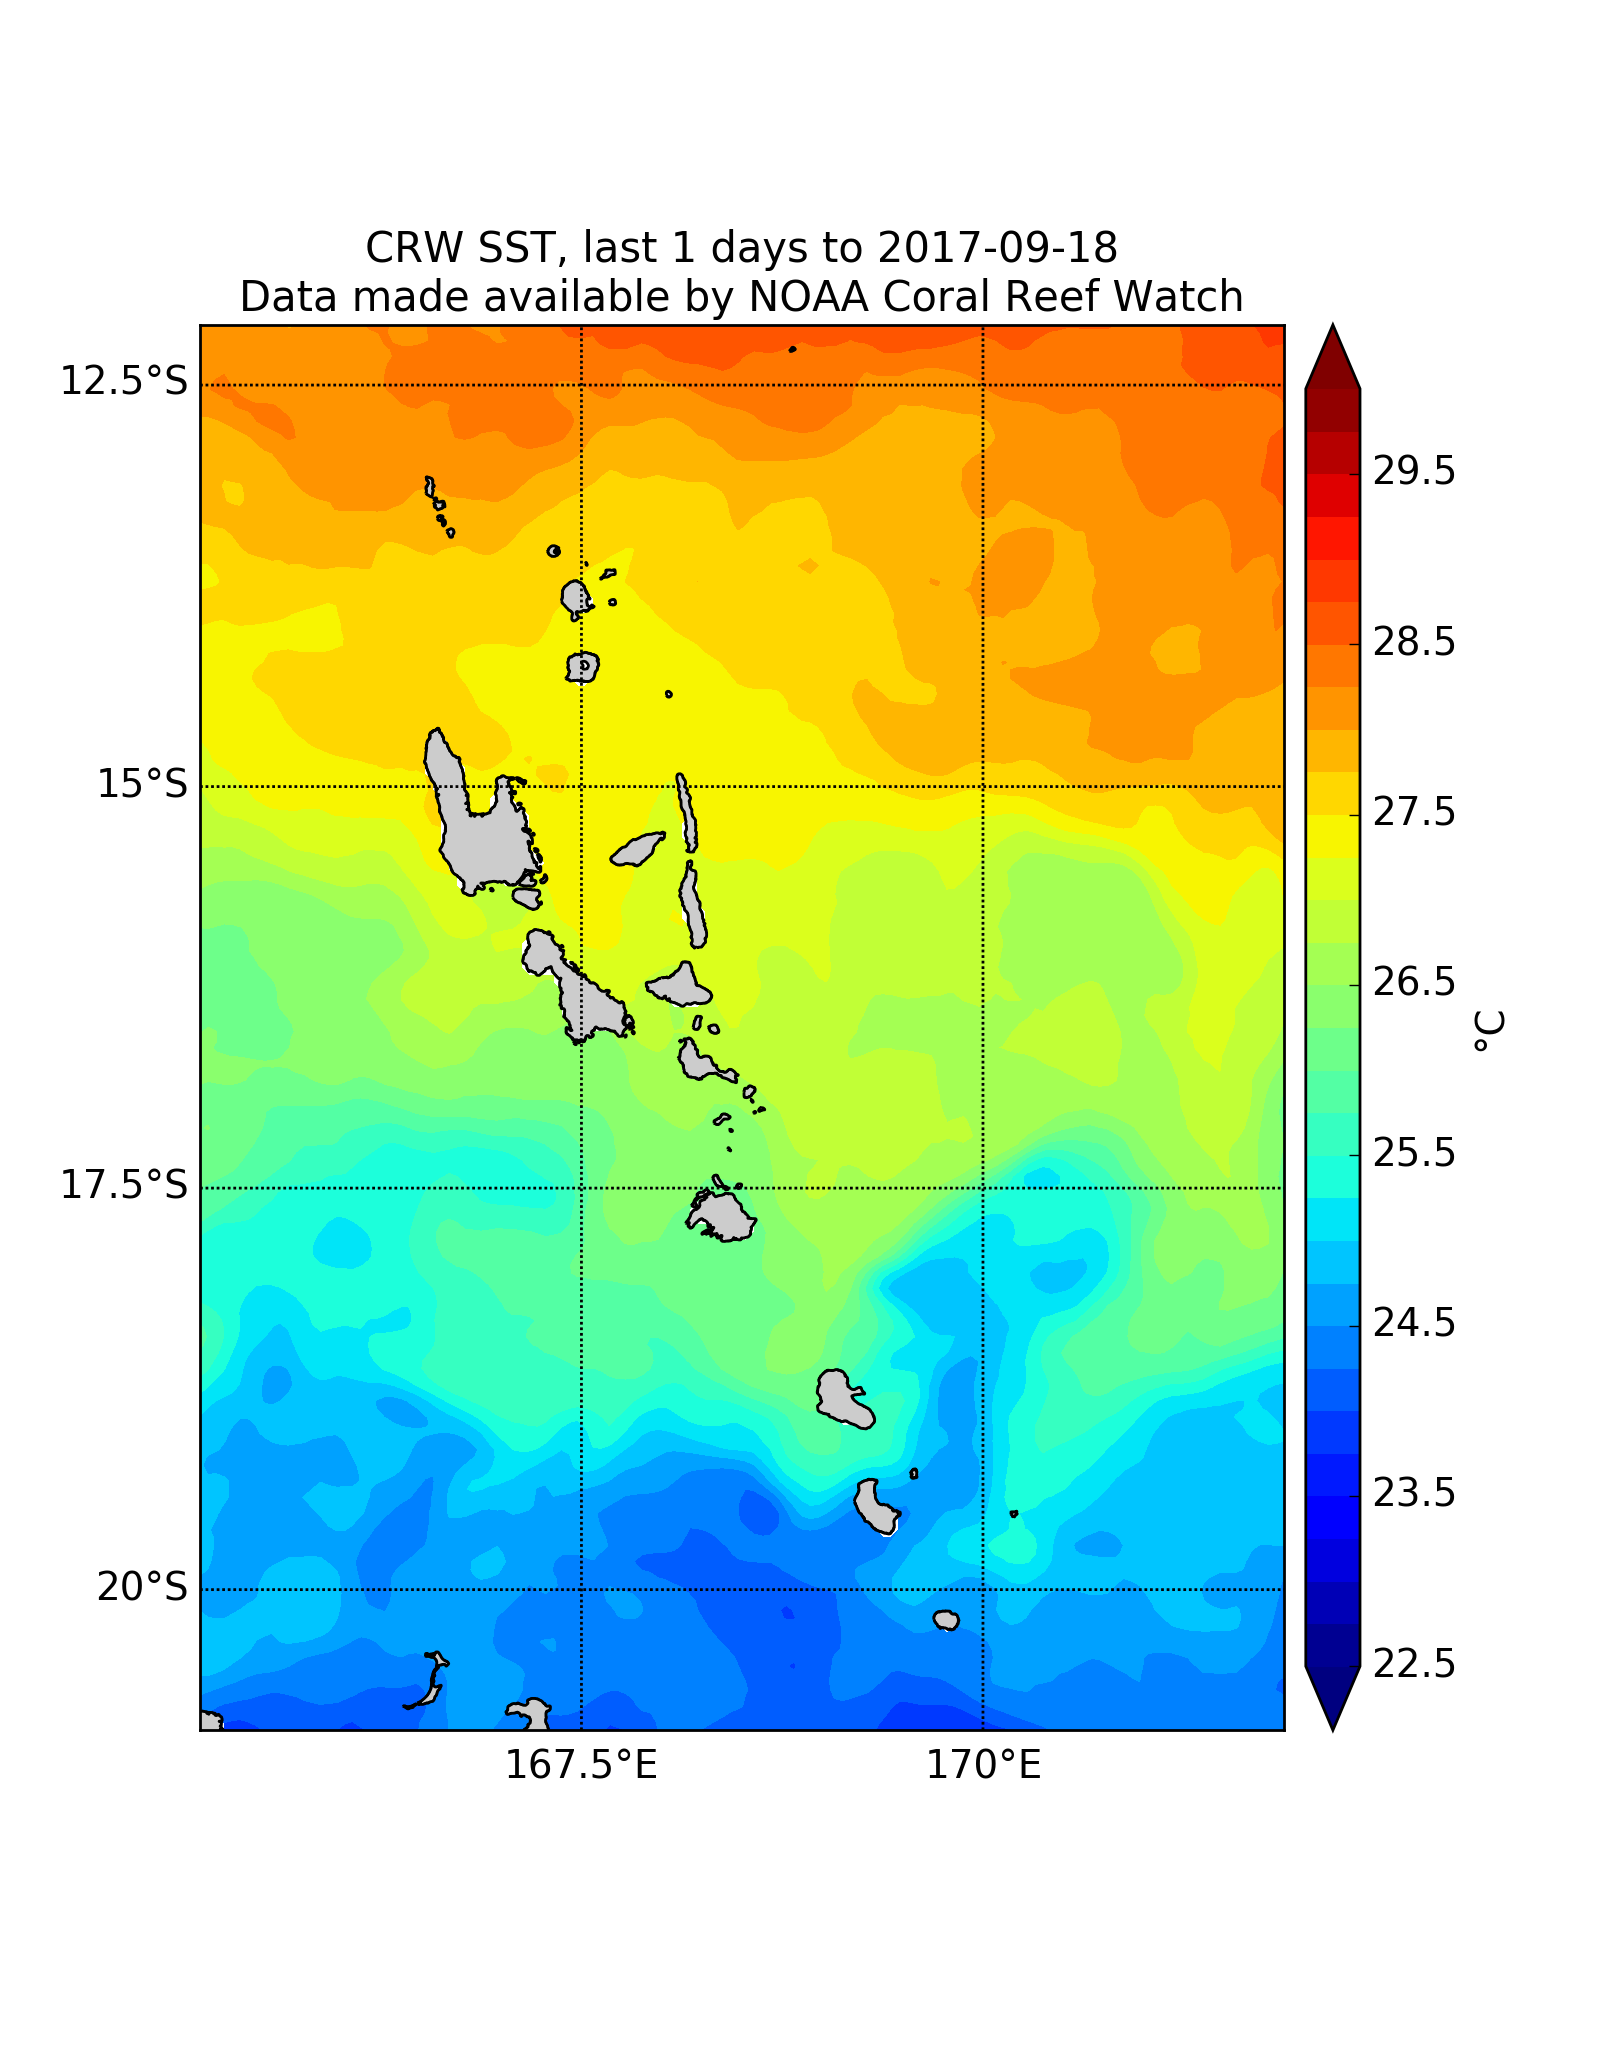 CRW SST, last 1 days to 2017-09-18
Data made available by NOAA Coral Reef Watch
12.5°S
15°S
17.5°S
20°S
167.5°E
170°E
29.5
28.5
27.5
26.5
25.5
24.5
23.5
22.5
°C